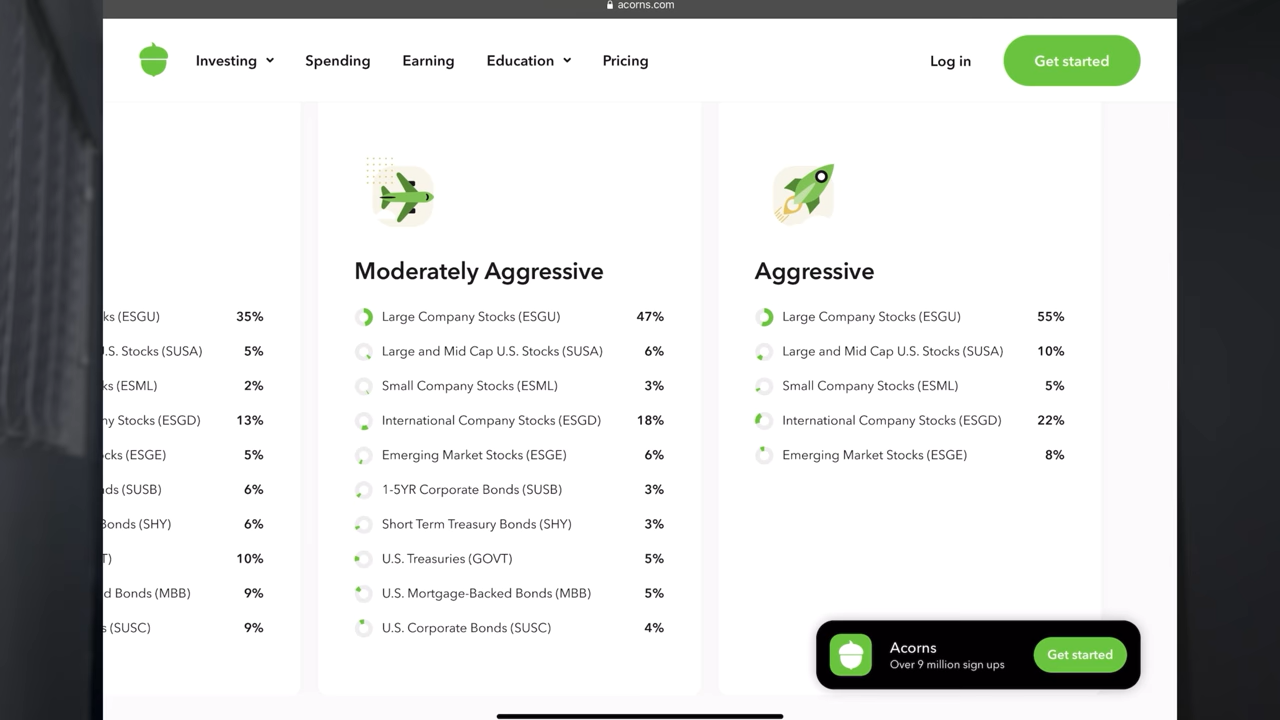 acorns.com
Investing Spending Earning Education Pricing Log in Get started
ks (ESGU) 35%
U.S. Stocks (SUSA) 5%
ks (ESML) 2%
ny Stocks (ESGD) 13%
cks (ESGE) 5%
ds (SUSB) 6%
Bonds (SHY) 6%
T) 10%
d Bonds (MBB) 9%
s (SUSC) 9%
Moderately Aggressive
Large Company Stocks (ESGU) 47%
Large and Mid Cap U.S. Stocks (SUSA) 6%
Small Company Stocks (ESML) 3%
International Company Stocks (ESGD) 18%
Emerging Market Stocks (ESGE) 6%
1-5YR Corporate Bonds (SUSB) 3%
Short Term Treasury Bonds (SHY) 3%
U.S. Treasuries (GOVT) 5%
U.S. Mortgage-Backed Bonds (MBB) 5%
U.S. Corporate Bonds (SUSC) 4%
Aggressive
Large Company Stocks (ESGU) 55%
Large and Mid Cap U.S. Stocks (SUSA) 10%
Small Company Stocks (ESML) 5%
International Company Stocks (ESGD) 22%
Emerging Market Stocks (ESGE) 8%
Acorns
Over 9 million sign ups
Get started